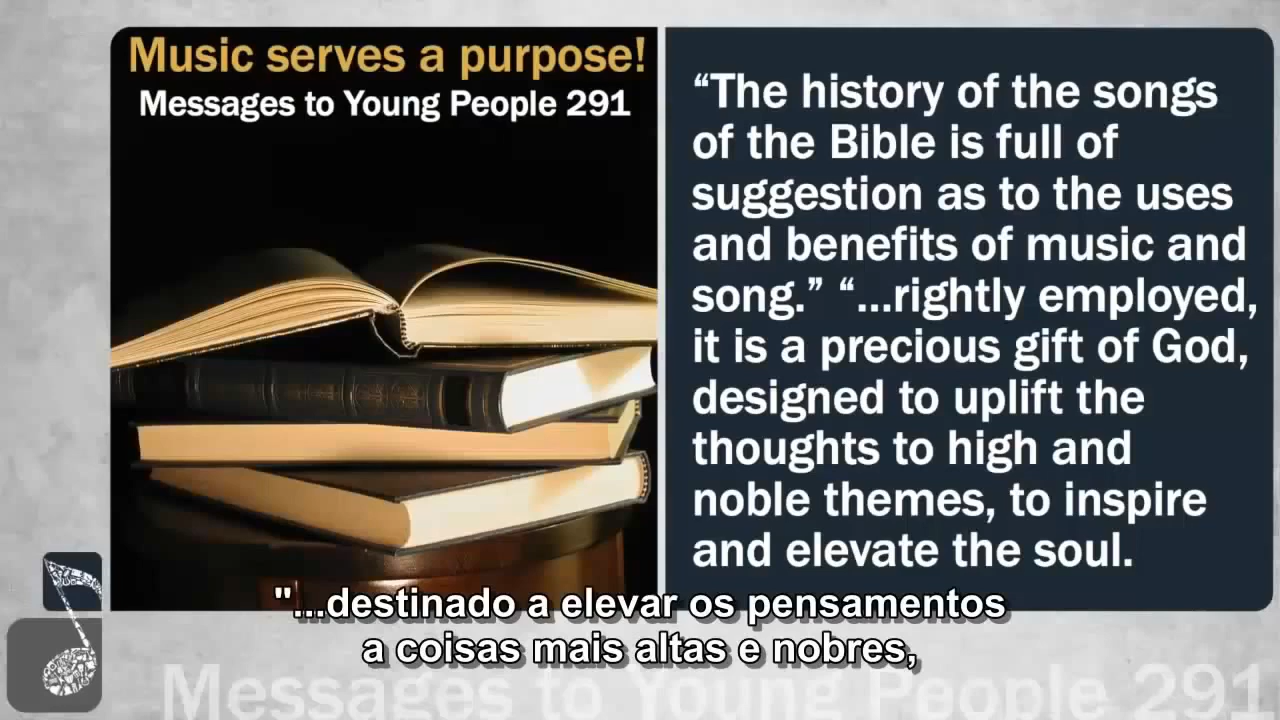 Music serves a purpose!
Messages to Young People 291
“The history of the songs
of the Bible is full of
suggestion as to the uses
and benefits of music and
song.” “...rightly employed,
it is a precious gift of God,
designed to uplift the
thoughts to high and
noble themes, to inspire
and elevate the soul.
"...destinado a elevar os pensamentos
a coisas mais altas e nobres,
Messages to Young People 291